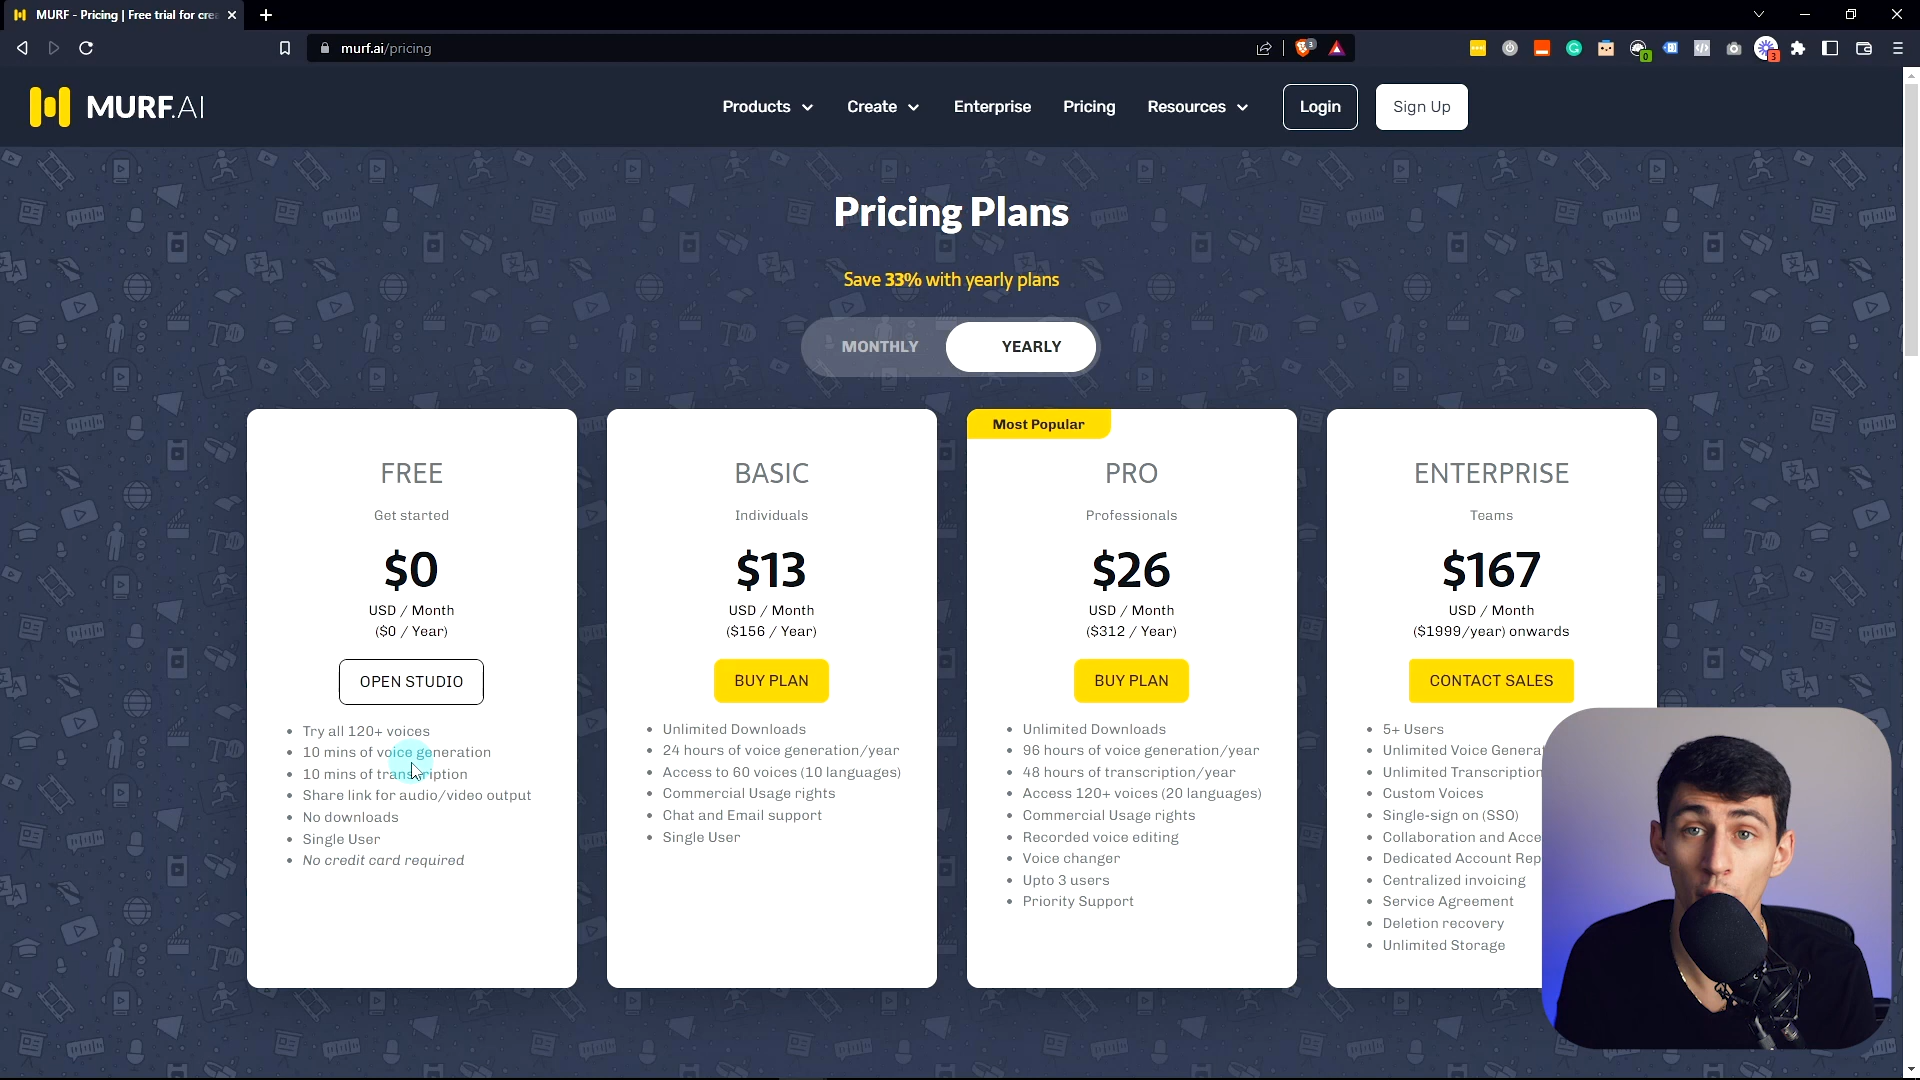 MURF - Pricing | Free trial for crea
murf.ai/pricing
MURF.AI
Products
Create
Enterprise
Pricing
Resources
Login
Sign Up
Pricing Plans
Save 33% with yearly plans
MONTHLY
YEARLY
FREE
Get started
$0
USD / Month
($0 / Year)
OPEN STUDIO
Try all 120+ voices
10 mins of voice generation
10 mins of transcription
Share link for audio/video output
No downloads
Single User
No credit card required
BASIC
Individuals
$13
USD / Month
($156 / Year)
BUY PLAN
Unlimited Downloads
24 hours of voice generation/year
Access to 60 voices (10 languages)
Commercial Usage rights
Chat and Email support
Single User
Most Popular
PRO
Professionals
$26
USD / Month
($312 / Year)
BUY PLAN
Unlimited Downloads
96 hours of voice generation/year
48 hours of transcription/year
Access 120+ voices (20 languages)
Commercial Usage rights
Recorded voice editing
Voice changer
Upto 3 users
Priority Support
ENTERPRISE
Teams
$167
USD / Month
($1999/year) onwards
CONTACT SALES
5+ Users
Unlimited Voice Generat
Unlimited Transcription
Custom Voices
Single-sign on (SSO)
Collaboration and Acce
Dedicated Account Rep
Centralized invoicing
Service Agreement
Deletion recovery
Unlimited Storage